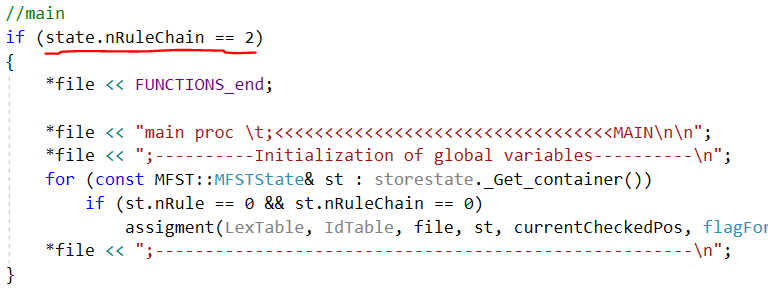 //main
if (state.nRuleChain == 2)
{
*file << FUNCTIONS_end;
*file << "main proc \t;<<<<<<<<<<<<<<<<<<<<<<<<<<<<<<<<<<MAIN\n\n";
*file << ";----------Initialization of global variables----------\n";
for (const MFST::MFSTState& st : storestate._Get_container())
if (st.nRule == 0 && st.nRuleChain == 0)
assigment(LexTable, IdTable, file, st, currentCheckedPos, flagFor
*file << ";------------------------------------------------------\n";
}